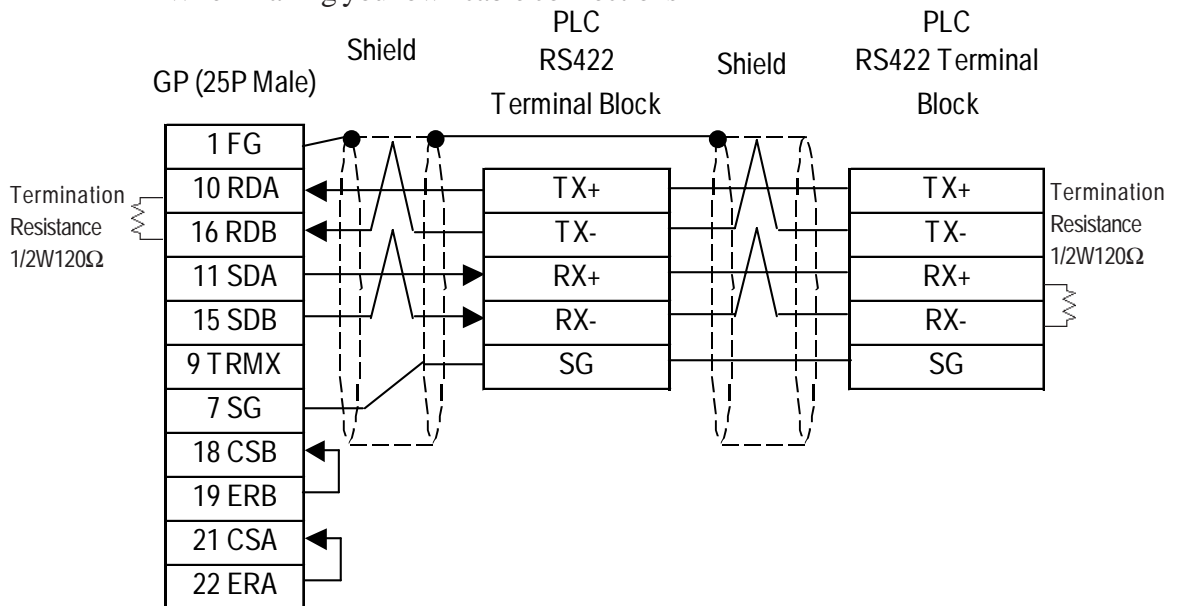 PLC
RS422
Terminal Block
PLC
RS422 Terminal
Block
Shield
Shield
GP (25P Male)
1 FG
10 RDA
16 RDB
11 SDA
15 SDB
9 TRMX
7 SG
18 CSB
19 ERB
21 CSA
22 ERA
Termination
Resistance
1/2W120Ω
TX+
TX-
RX+
RX-
SG
TX+
TX-
RX+
RX-
SG
Termination
Resistance
1/2W120Ω